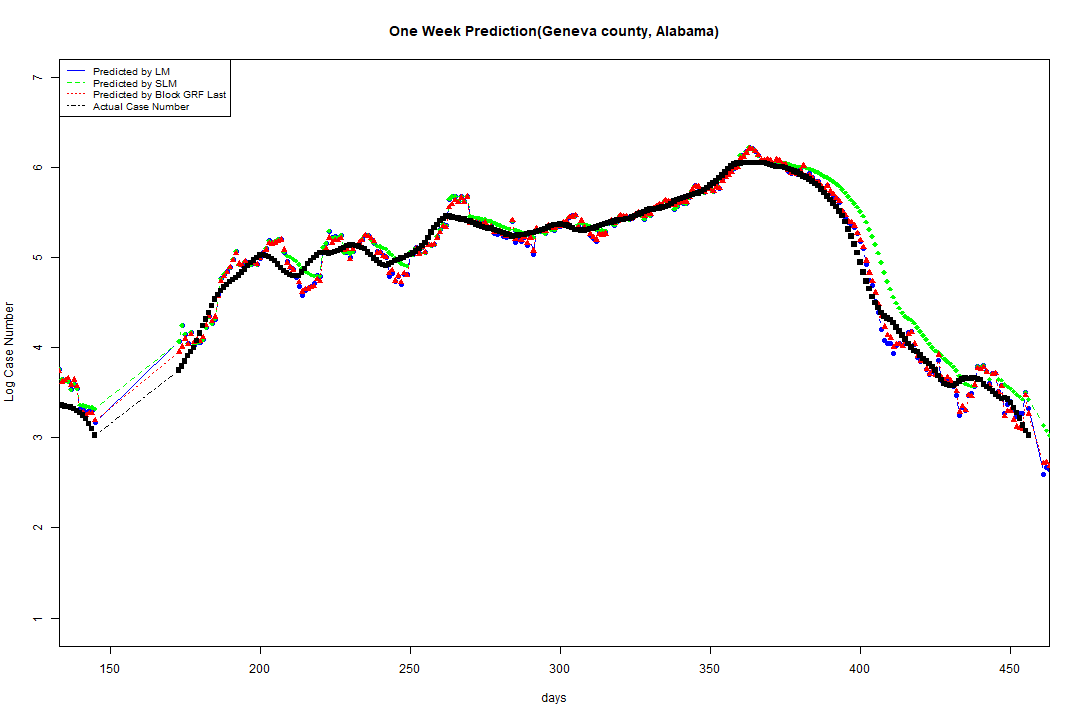 One Week Prediction(Geneva county, Alabama)
Predicted by LM
Predicted by SLM
Predicted by Block GRF Last
Actual Case Number
7
6
5
4
3
2
1
Log Case Number
150 200 250 300 350 400 450
days